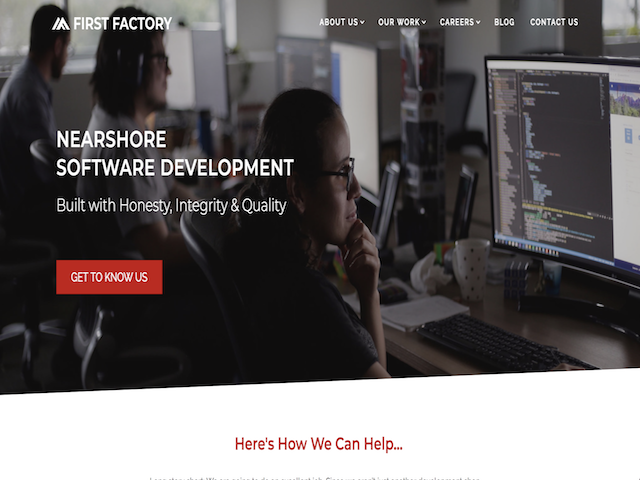 FIRST FACTORY
ABOUT US
OUR WORK
CAREERS
BLOG
CONTACT US
NEARSHORE
SOFTWARE DEVELOPMENT
Built with Honesty, Integrity & Quality
GET TO KNOW US
Here's How We Can Help...